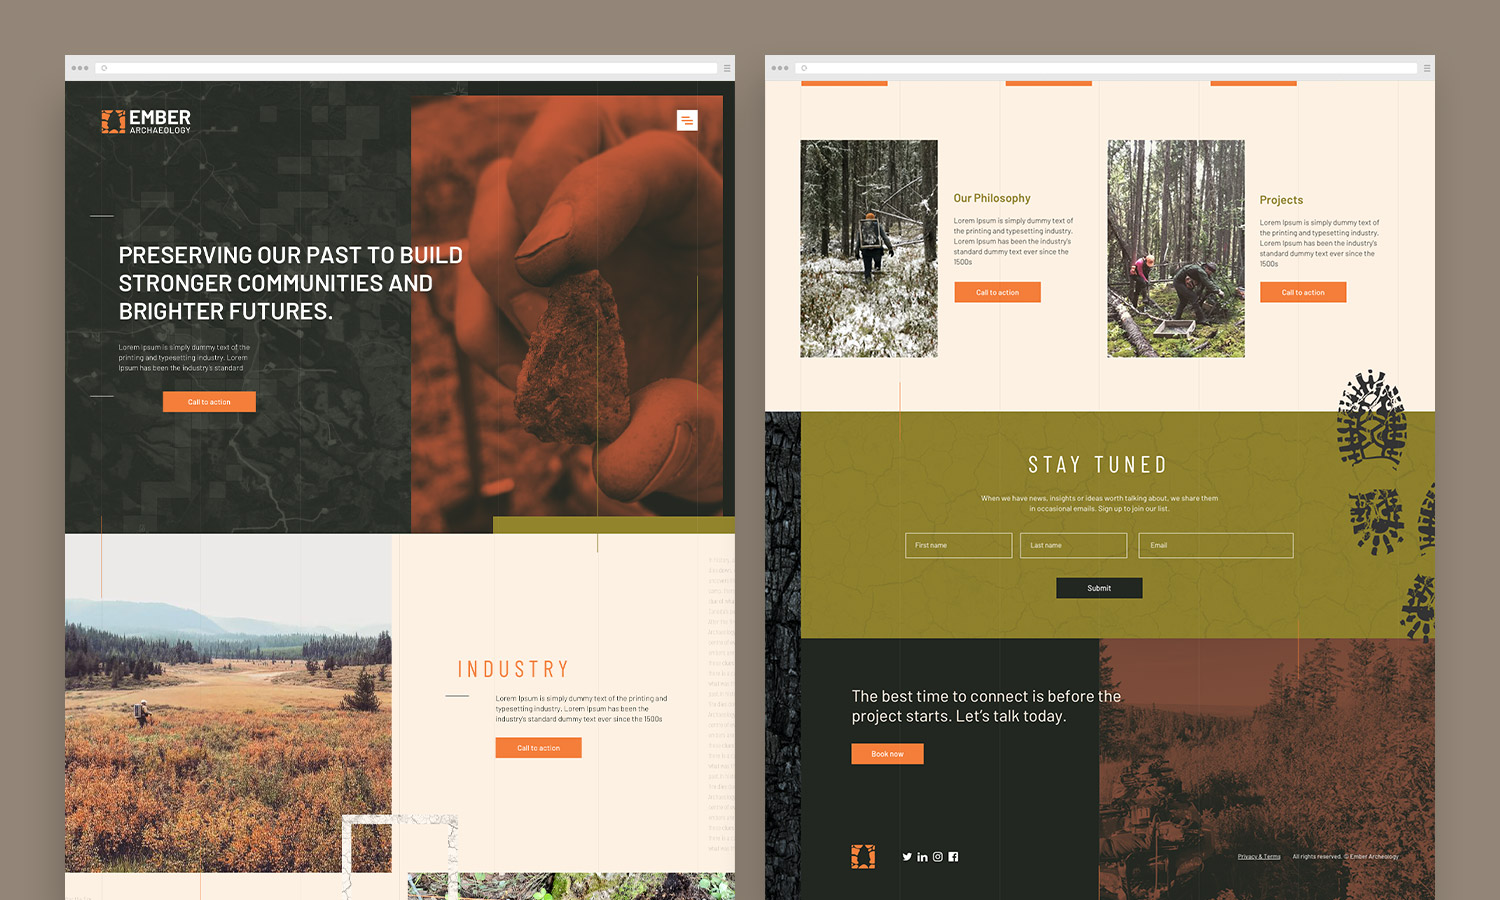 EMBER
ARCHAEOLOGY
PRESERVING OUR PAST TO BUILD
STRONGER COMMUNITIES AND
BRIGHTER FUTURES.
Lorem Ipsum is simply dummy text of the
printing and typesetting industry. Lorem
Ipsum has been the industry's standard
Call to action
INDUSTRY
Lorem Ipsum is simply dummy text of the printing and
typesetting industry. Lorem Ipsum has been the
industry's standard dummy text ever since the 1500s
Call to action
Our Philosophy
Lorem Ipsum is simply dummy text of
the printing and typesetting industry.
Lorem Ipsum has been the industry's
standard dummy text ever since the
1500s
Call to action
Projects
Lorem Ipsum is simply dummy text of
the printing and typesetting industry.
Lorem Ipsum has been the industry's
standard dummy text ever since the
1500s
Call to action
STAY TUNED
When we have news, insights or ideas worth talking about, we share them
in occasional emails. Sign up to join our list.
First name
Last name
Email
Submit
The best time to connect is before the
project starts. Let's talk today.
Book now
Privacy & Terms
All rights reserved. © Ember Archeology